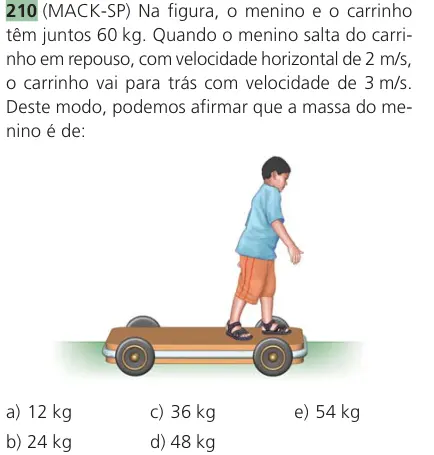 210 (MACK-SP) Na figura, o menino e o carrinho
têm juntos 60 kg. Quando o menino salta do carri-
nho em repouso, com velocidade horizontal de 2 m/s,
o carrinho vai para trás com velocidade de 3 m/s.
Deste modo, podemos afirmar que a massa do me-
nino é de:
a) 12 kg c) 36 kg e) 54 kg
b) 24 kg d) 48 kg